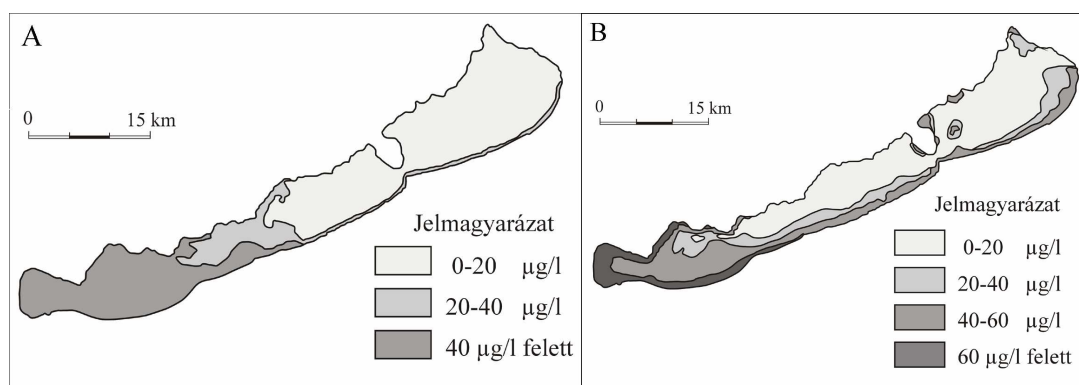 A
0 15 km
Jelmagyarázat
0-20 µg/l
20-40 µg/l
40 µg/l felett
B
0 15 km
Jelmagyarázat
0-20 µg/l
20-40 µg/l
40-60 µg/l
60 µg/l felett